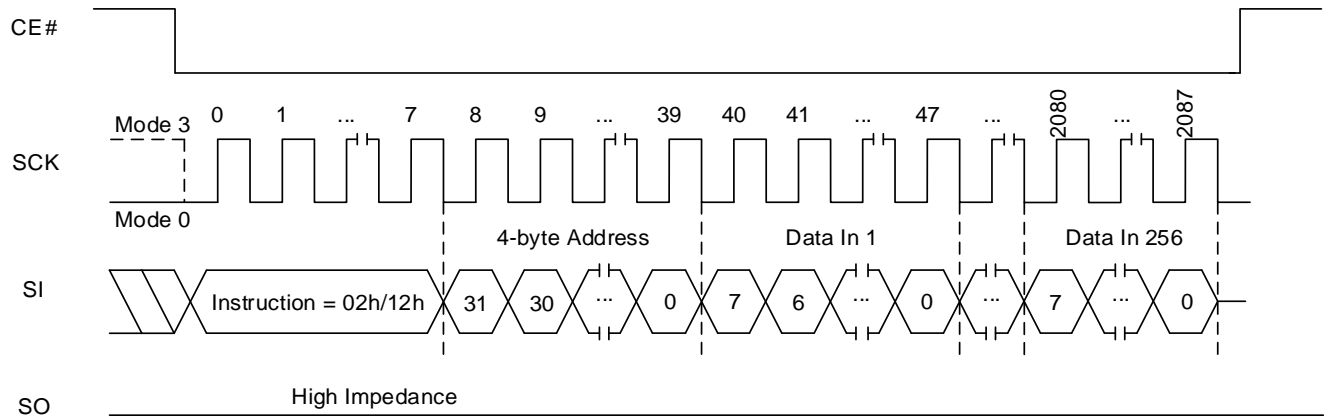 CE#
0 1 ... 7 8 9 ... 39 40 41 ... 47 ... 2080 ... 2087
Mode 3
SCK
Mode 0
4-byte Address Data In 1 Data In 256
SI Instruction = 02h/12h 31 30 ... 0 7 6 ... 0 ... 7 ... 0
High Impedance
SO